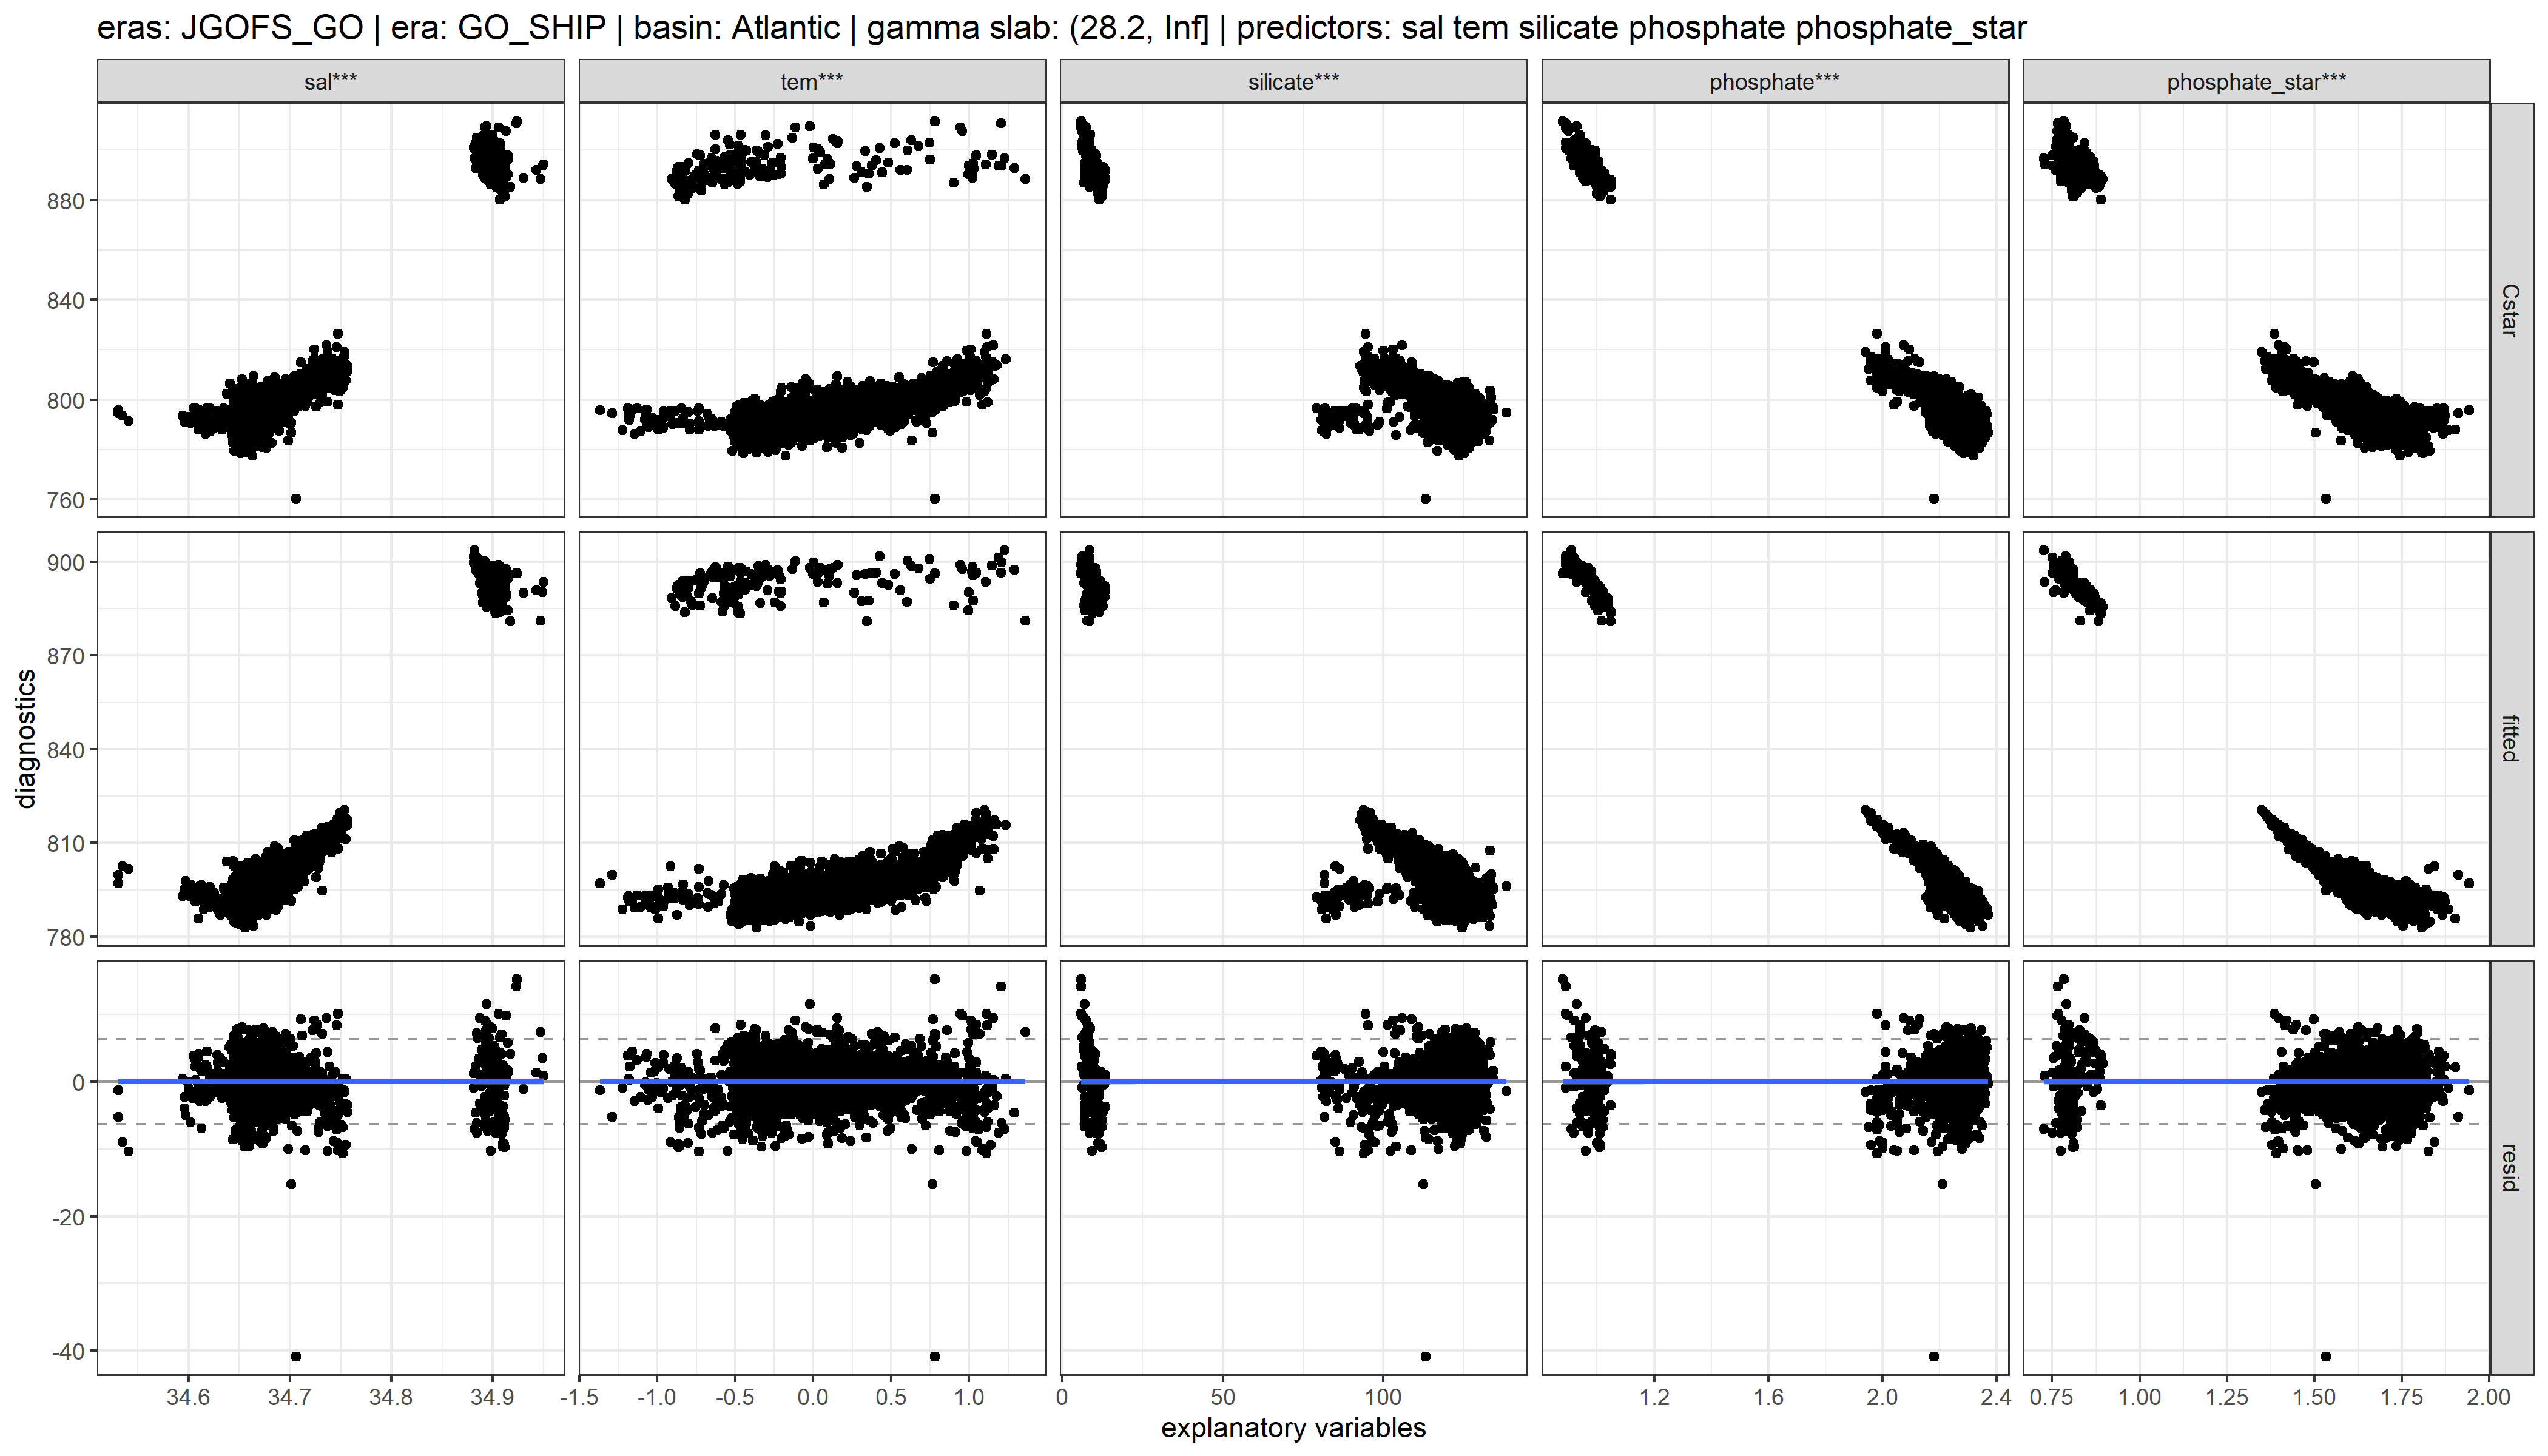 eras: JGOFS_GO | era: GO_SHIP | basin: Atlantic | gamma slab: (28.2, Inf] | predictors: sal tem silicate phosphate phosphate_star
sal*** tem*** silicate*** phosphate*** phosphate_star***
880
840
800
760
Cstar
900
870
840
810
780
fitted
diagnostics
0
-20
-40
resid
34.6 34.7 34.8 34.9 -1.5 -1.0 -0.5 0.0 0.5 1.0 0 50 100 1.2 1.6 2.0 2.4 0.75 1.00 1.25 1.50 1.75 2.00
explanatory variables